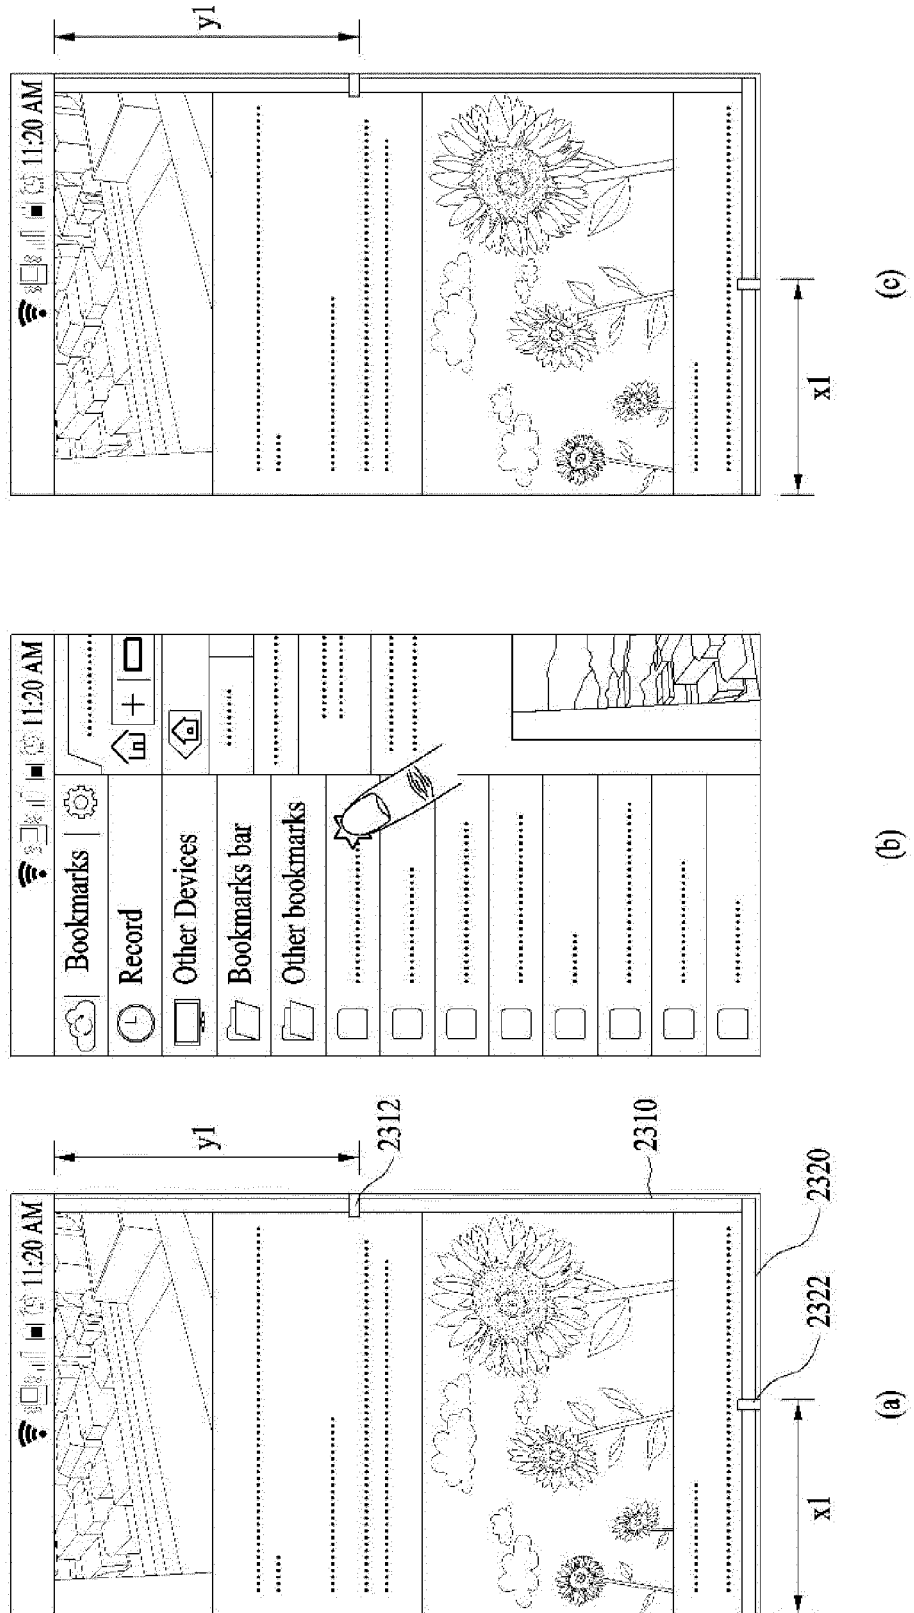 11:20 AM
y1
2312
2310
2320
2322
x1
(a)
11:20 AM
Bookmarks
Record
Other Devices
Bookmarks bar
Other bookmarks
(b)
11:20 AM
y1
x1
(c)